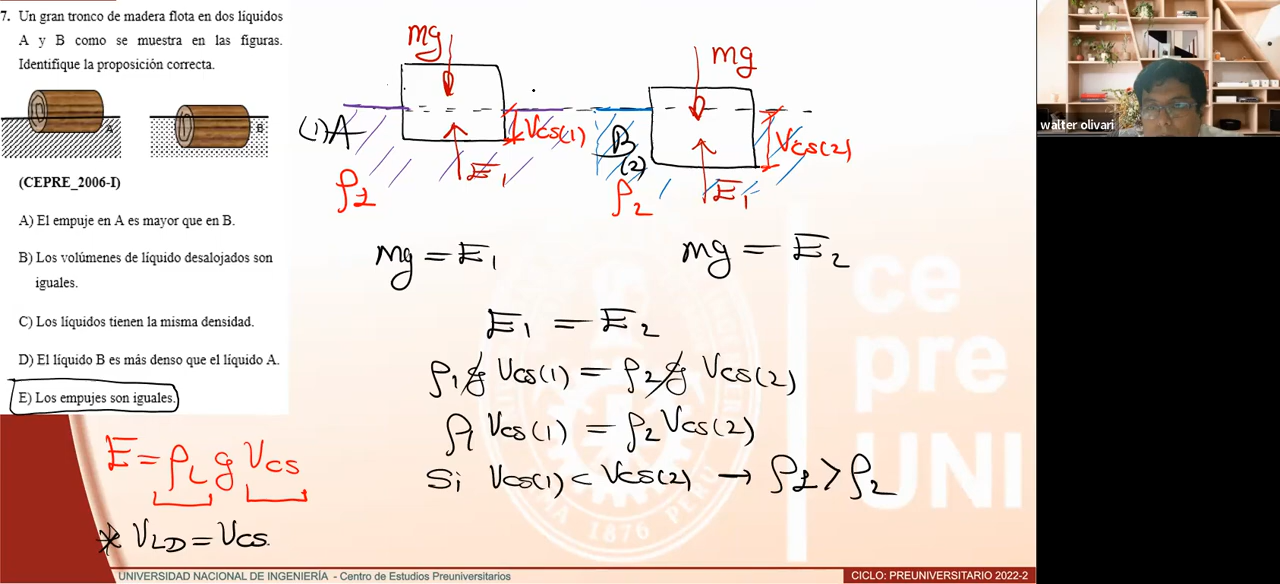 7. Un gran tronco de madera flota en dos líquidos
A y B como se muestra en las figuras.
Identifique la proposición correcta.
A
B
(CEPRE_2006-I)
A) El empuje en A es mayor que en B.
B) Los volúmenes de líquido desalojados son
iguales.
C) Los líquidos tienen la misma densidad.
D) El líquido B es más denso que el líquido A.
E) Los empujes son iguales.
E = ρL g Vcs
* VLD = Vcs.
mg
(1) A
Vcs(1)
E1
ρ1
mg
B
(2)
Vcs(2)
E1
ρ2
mg = E1
mg = E2
E1 = E2
ρ1 g Vcs(1) = ρ2 g Vcs(2)
ρ1 Vcs(1) = ρ2 Vcs(2)
Si Vcs(1) < Vcs(2) → ρ1 > ρ2
walter olivari
ce
pre
UNI
1876
UNIVERSIDAD NACIONAL DE INGENIERÍA - Centro de Estudios Preuniversitarios
CICLO: PREUNIVERSITARIO 2022-2